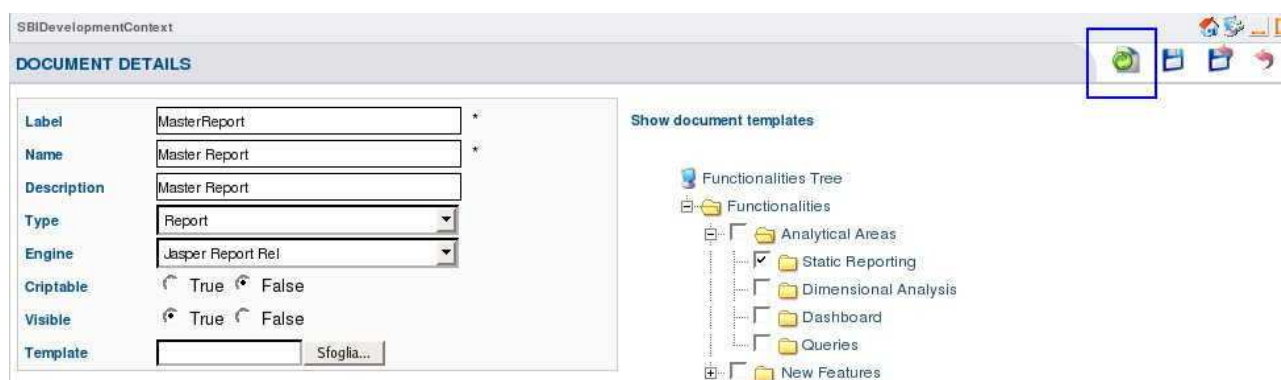 SBIDevelopmentContext
DOCUMENT DETAILS
Label MasterReport *
Name Master Report *
Description Master Report
Type Report
Engine Jasper Report Rel
Criptable True False
Visible True False
Template Sfoglia...
Show document templates
Functionalities Tree
Functionalities
Analytical Areas
Static Reporting
Dimensional Analysis
Dashboard
Queries
New Features